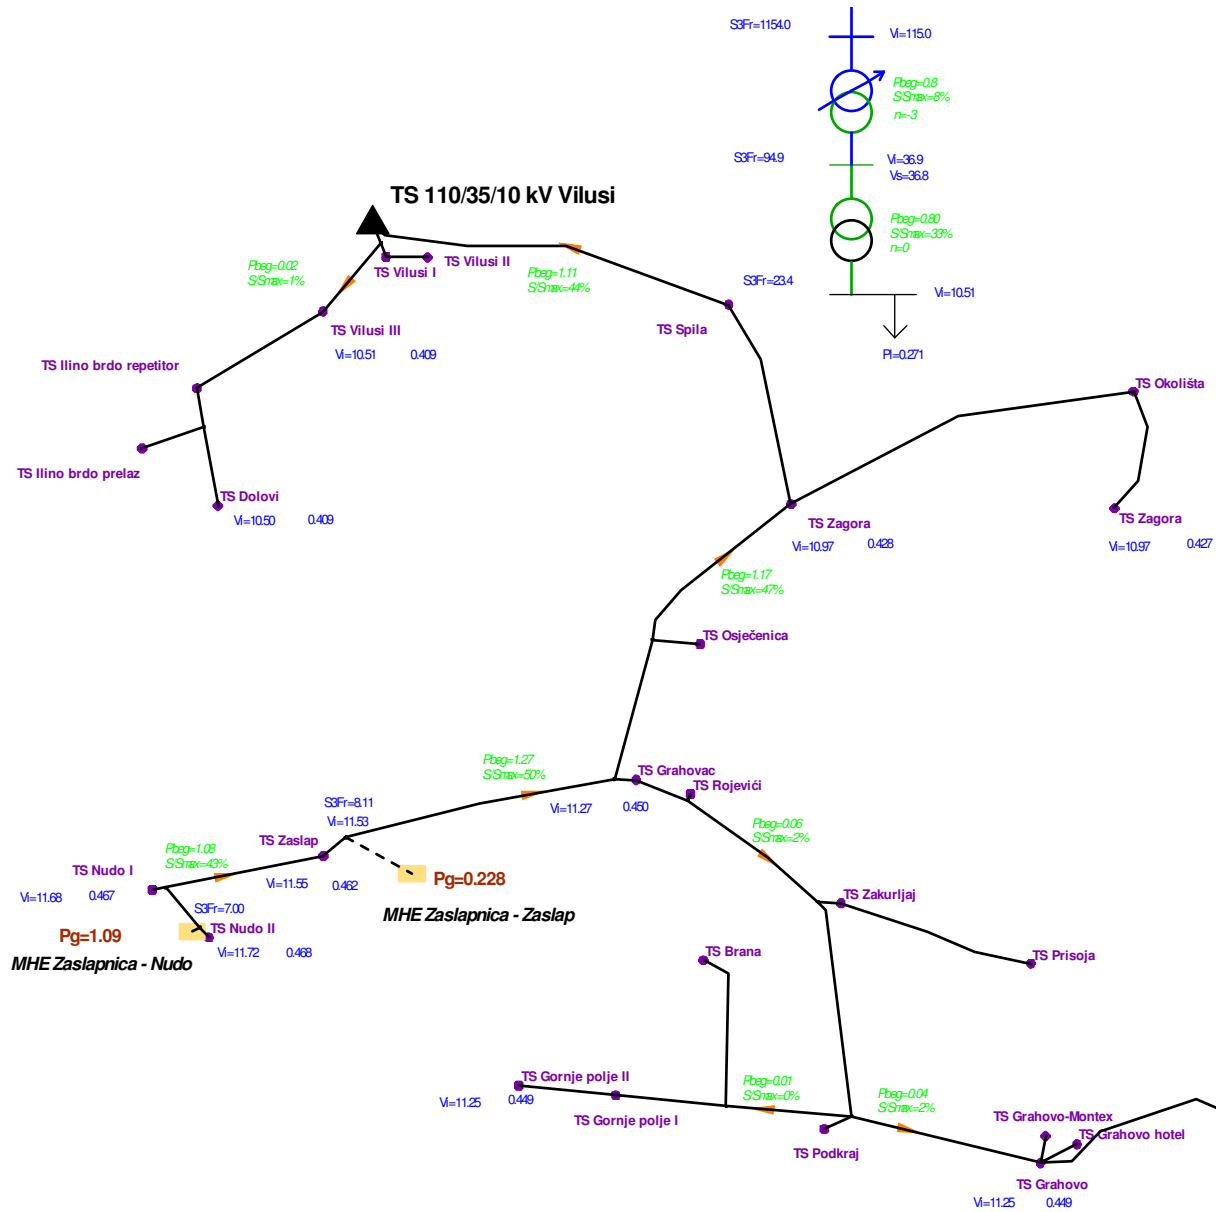 S3Fr=1154.0
Vi=115.0
Pbeg=0.8
S/Smax=8%
n=-3
S3Fr=94.9
Vi=36.9
Vs=36.8
TS 110/35/10 kV Vilusi
Pbeg=0.80
S/Smax=33%
n=0
TS Vilusi I
TS Vilusi II
Pbeg=0.02
S/Smax=1%
Pbeg=1.11
S/Smax=44%
S3Fr=23.4
Vi=10.51
TS Vilusi III
Vi=10.51 0.409
TS Spila
Pl=0.271
TS Ilino brdo repetitor
TS Okolišta
TS Ilino brdo prelaz
TS Dolovi
Vi=10.50 0.409
TS Zagora
Vi=10.97 0.428
TS Zagora
Vi=10.97 0.427
Pbeg=1.17
S/Smax=47%
TS Osječenica
Pbeg=1.27
S/Smax=50%
TS Grahovac
TS Rojevići
Vi=11.27 0.450
S3Fr=8.11
Vi=11.53
Pbeg=0.06
S/Smax=2%
TS Zaslap
Pbeg=1.08
S/Smax=43%
TS Nudo I
Vi=11.68 0.467
Vi=11.55 0.462
Pg=0.228
MHE Zaslapnica - Zaslap
TS Zakurljaj
S3Fr=7.00
TS Nudo II
Pg=1.09
Vi=11.72 0.468
MHE Zaslapnica - Nudo
TS Brana
TS Prisoja
TS Gornje polje II
Vi=11.25 0.449
TS Gornje polje I
Pbeg=0.01
S/Smax=0%
Pbeg=0.04
S/Smax=2%
TS Podkraj
TS Grahovo-Montex
TS Grahovo hotel
TS Grahovo
Vi=11.25 0.449